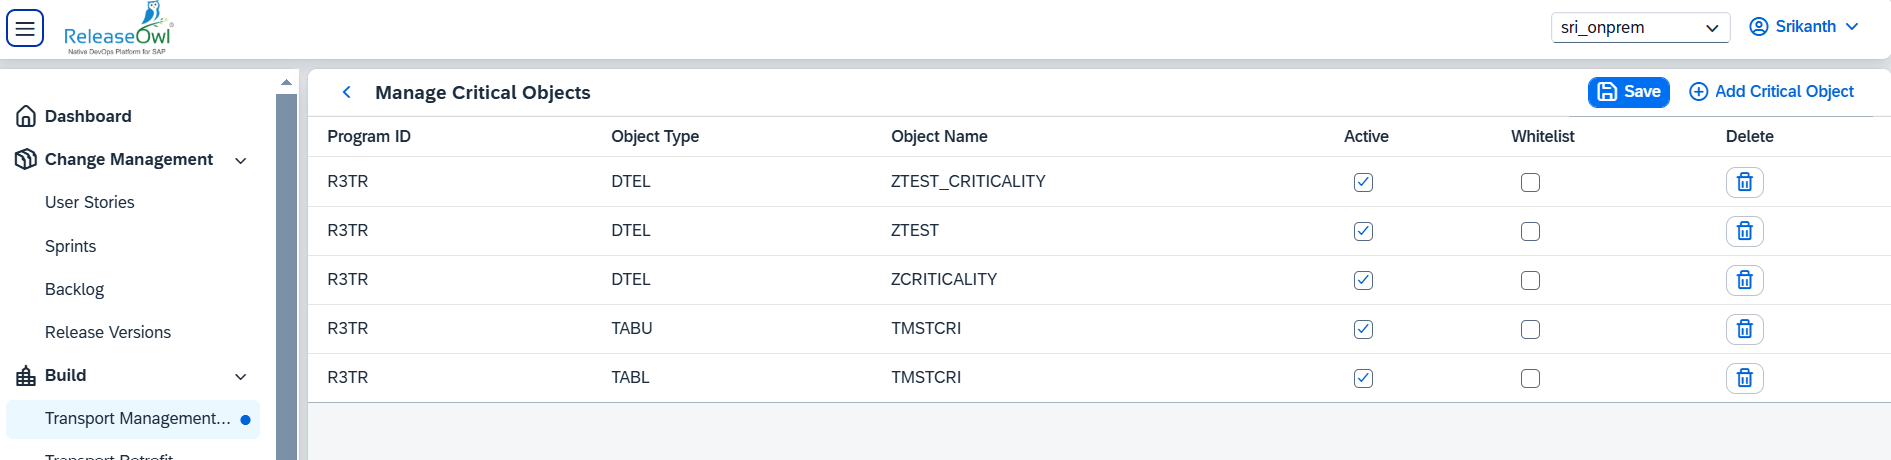 ReleaseOwl
Native DevOps Platform for SAP
sri_onprem
Srikanth
Dashboard
Change Management
User Stories
Sprints
Backlog
Release Versions
Build
Transport Management...
Transport Retrofit
Manage Critical Objects
Save
Add Critical Object
Program ID Object Type Object Name Active Whitelist Delete
R3TR DTEL ZTEST_CRITICALITY
R3TR DTEL ZTEST
R3TR DTEL ZCRITICALITY
R3TR TABU TMSTCRI
R3TR TABL TMSTCRI